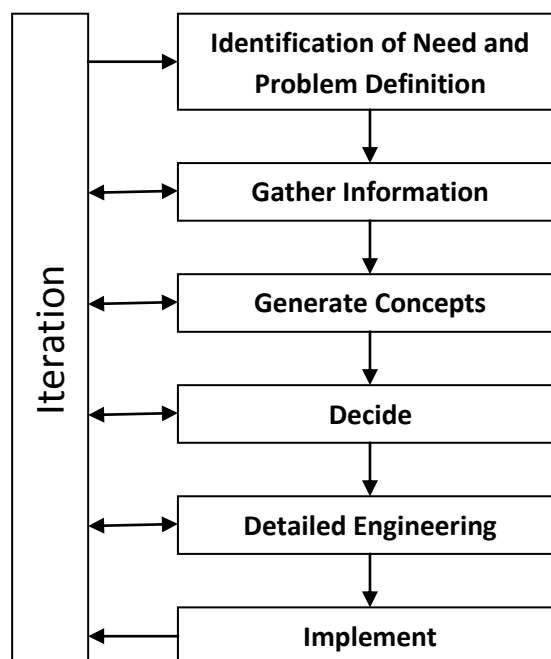 Identification of Need and
Problem Definition
Gather Information
Generate Concepts
Iteration
Decide
Detailed Engineering
Implement